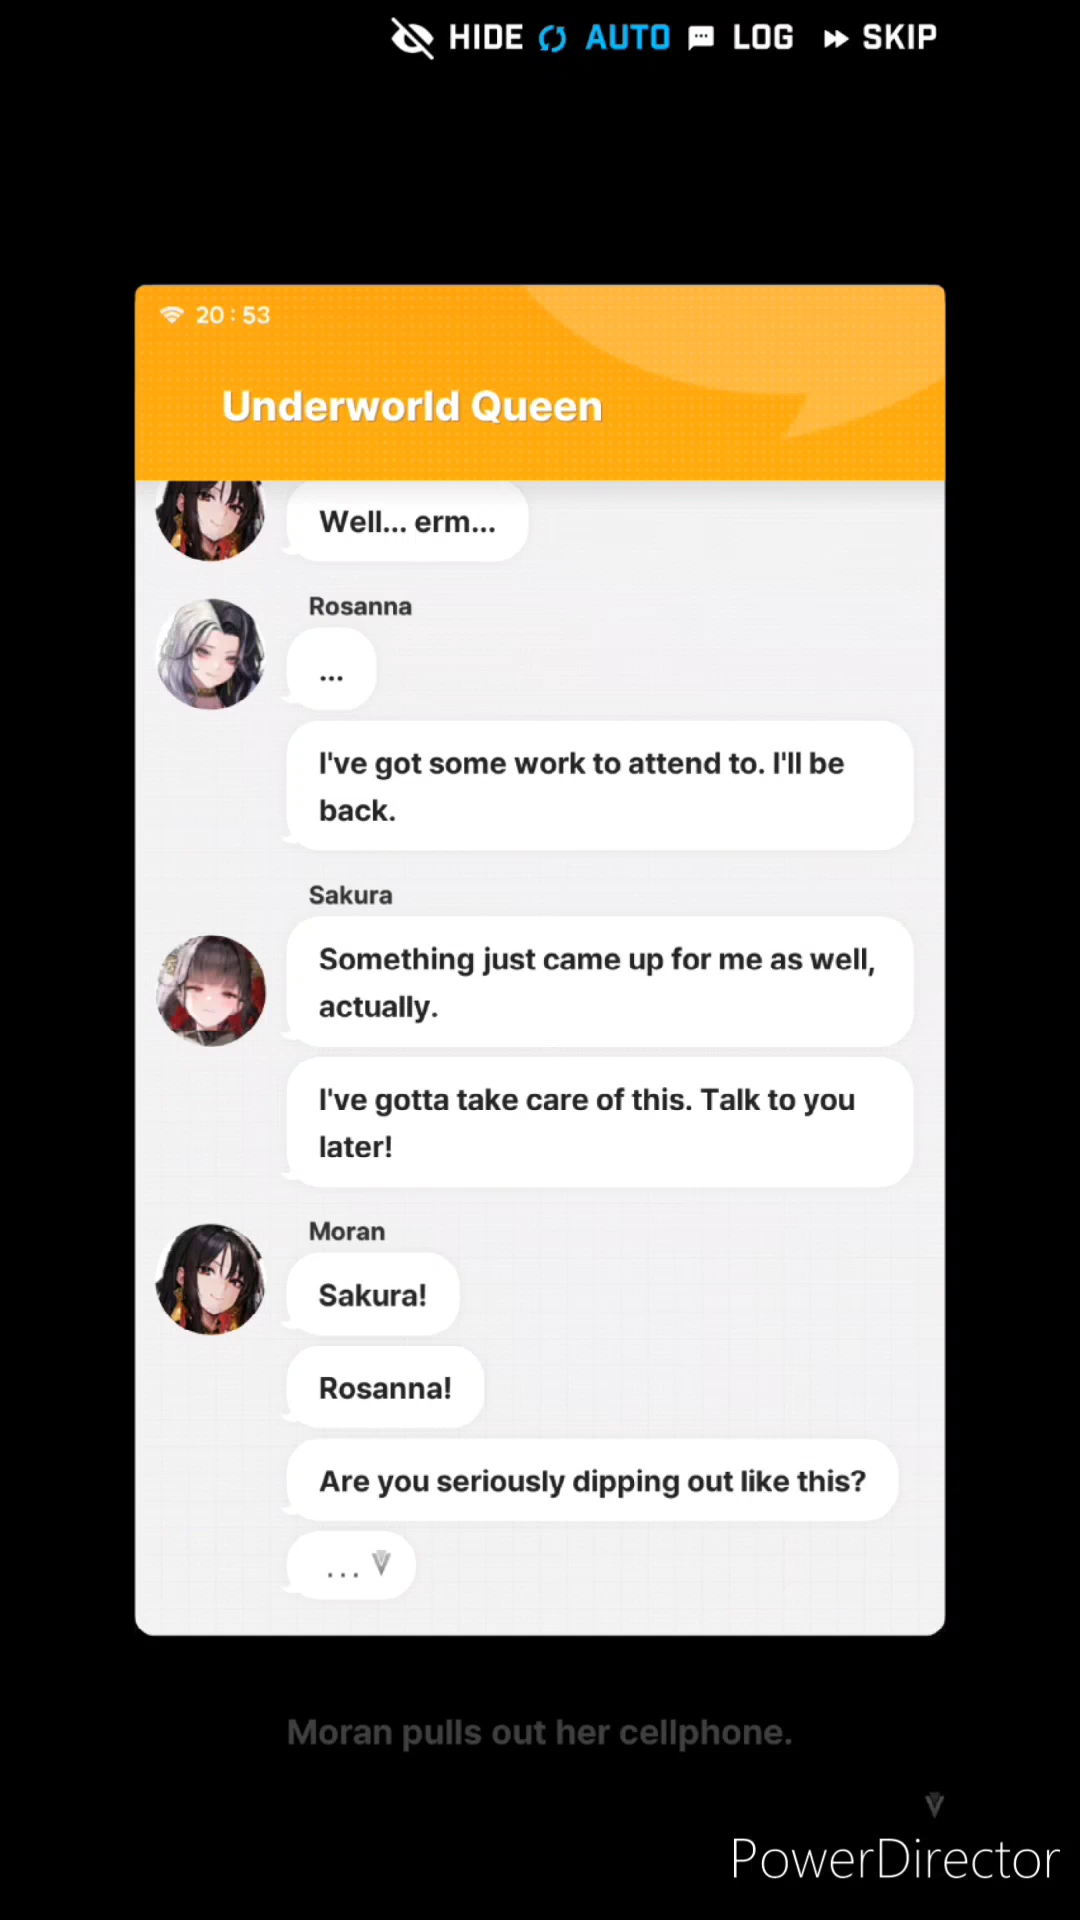 HIDE AUTO LOG SKIP
20 : 53
Underworld Queen
Well... erm...
Rosanna
...
I've got some work to attend to. I'll be
back.
Sakura
Something just came up for me as well,
actually.
I've gotta take care of this. Talk to you
later!
Moran
Sakura!
Rosanna!
Are you seriously dipping out like this?
...
Moran pulls out her cellphone.
PowerDirector